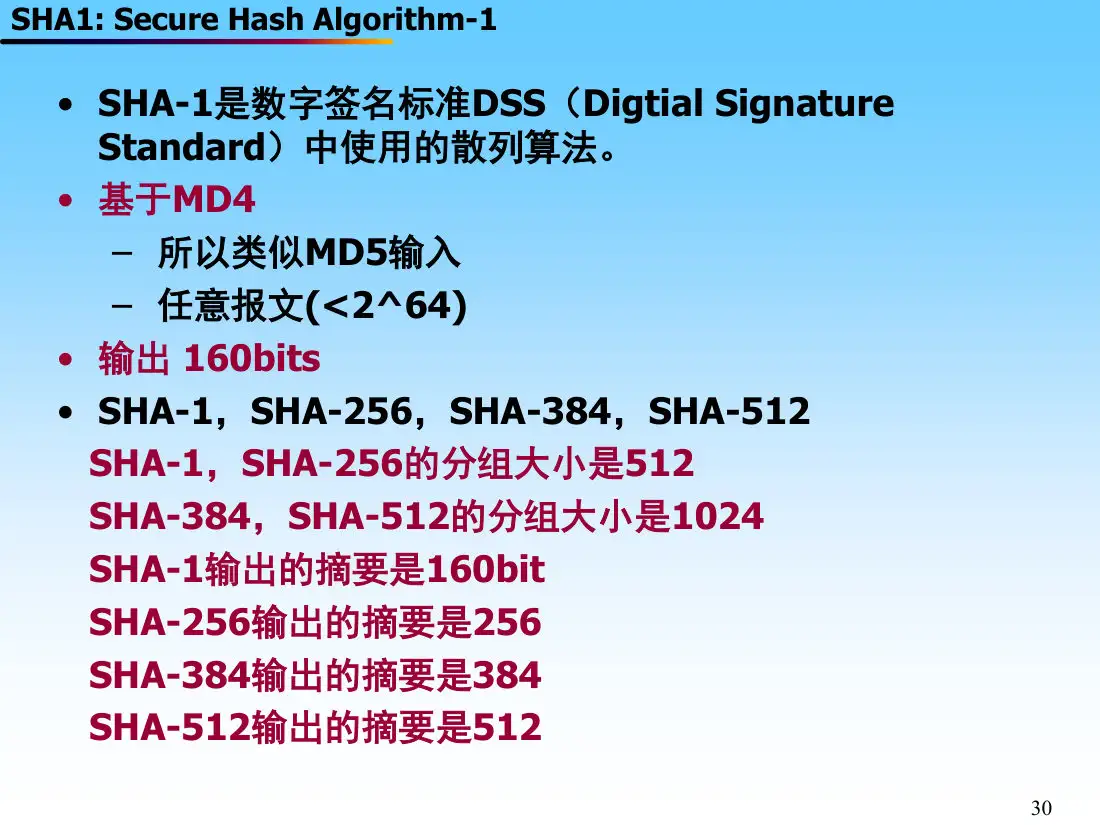 SHA1: Secure Hash Algorithm-1
• SHA-1是数字签名标准DSS（Digtial Signature
Standard）中使用的散列算法。
• 基于MD4
– 所以类似MD5输入
– 任意报文(<2^64)
• 输出 160bits
• SHA-1，SHA-256，SHA-384，SHA-512
SHA-1，SHA-256的分组大小是512
SHA-384，SHA-512的分组大小是1024
SHA-1输出的摘要是160bit
SHA-256输出的摘要是256
SHA-384输出的摘要是384
SHA-512输出的摘要是512
30